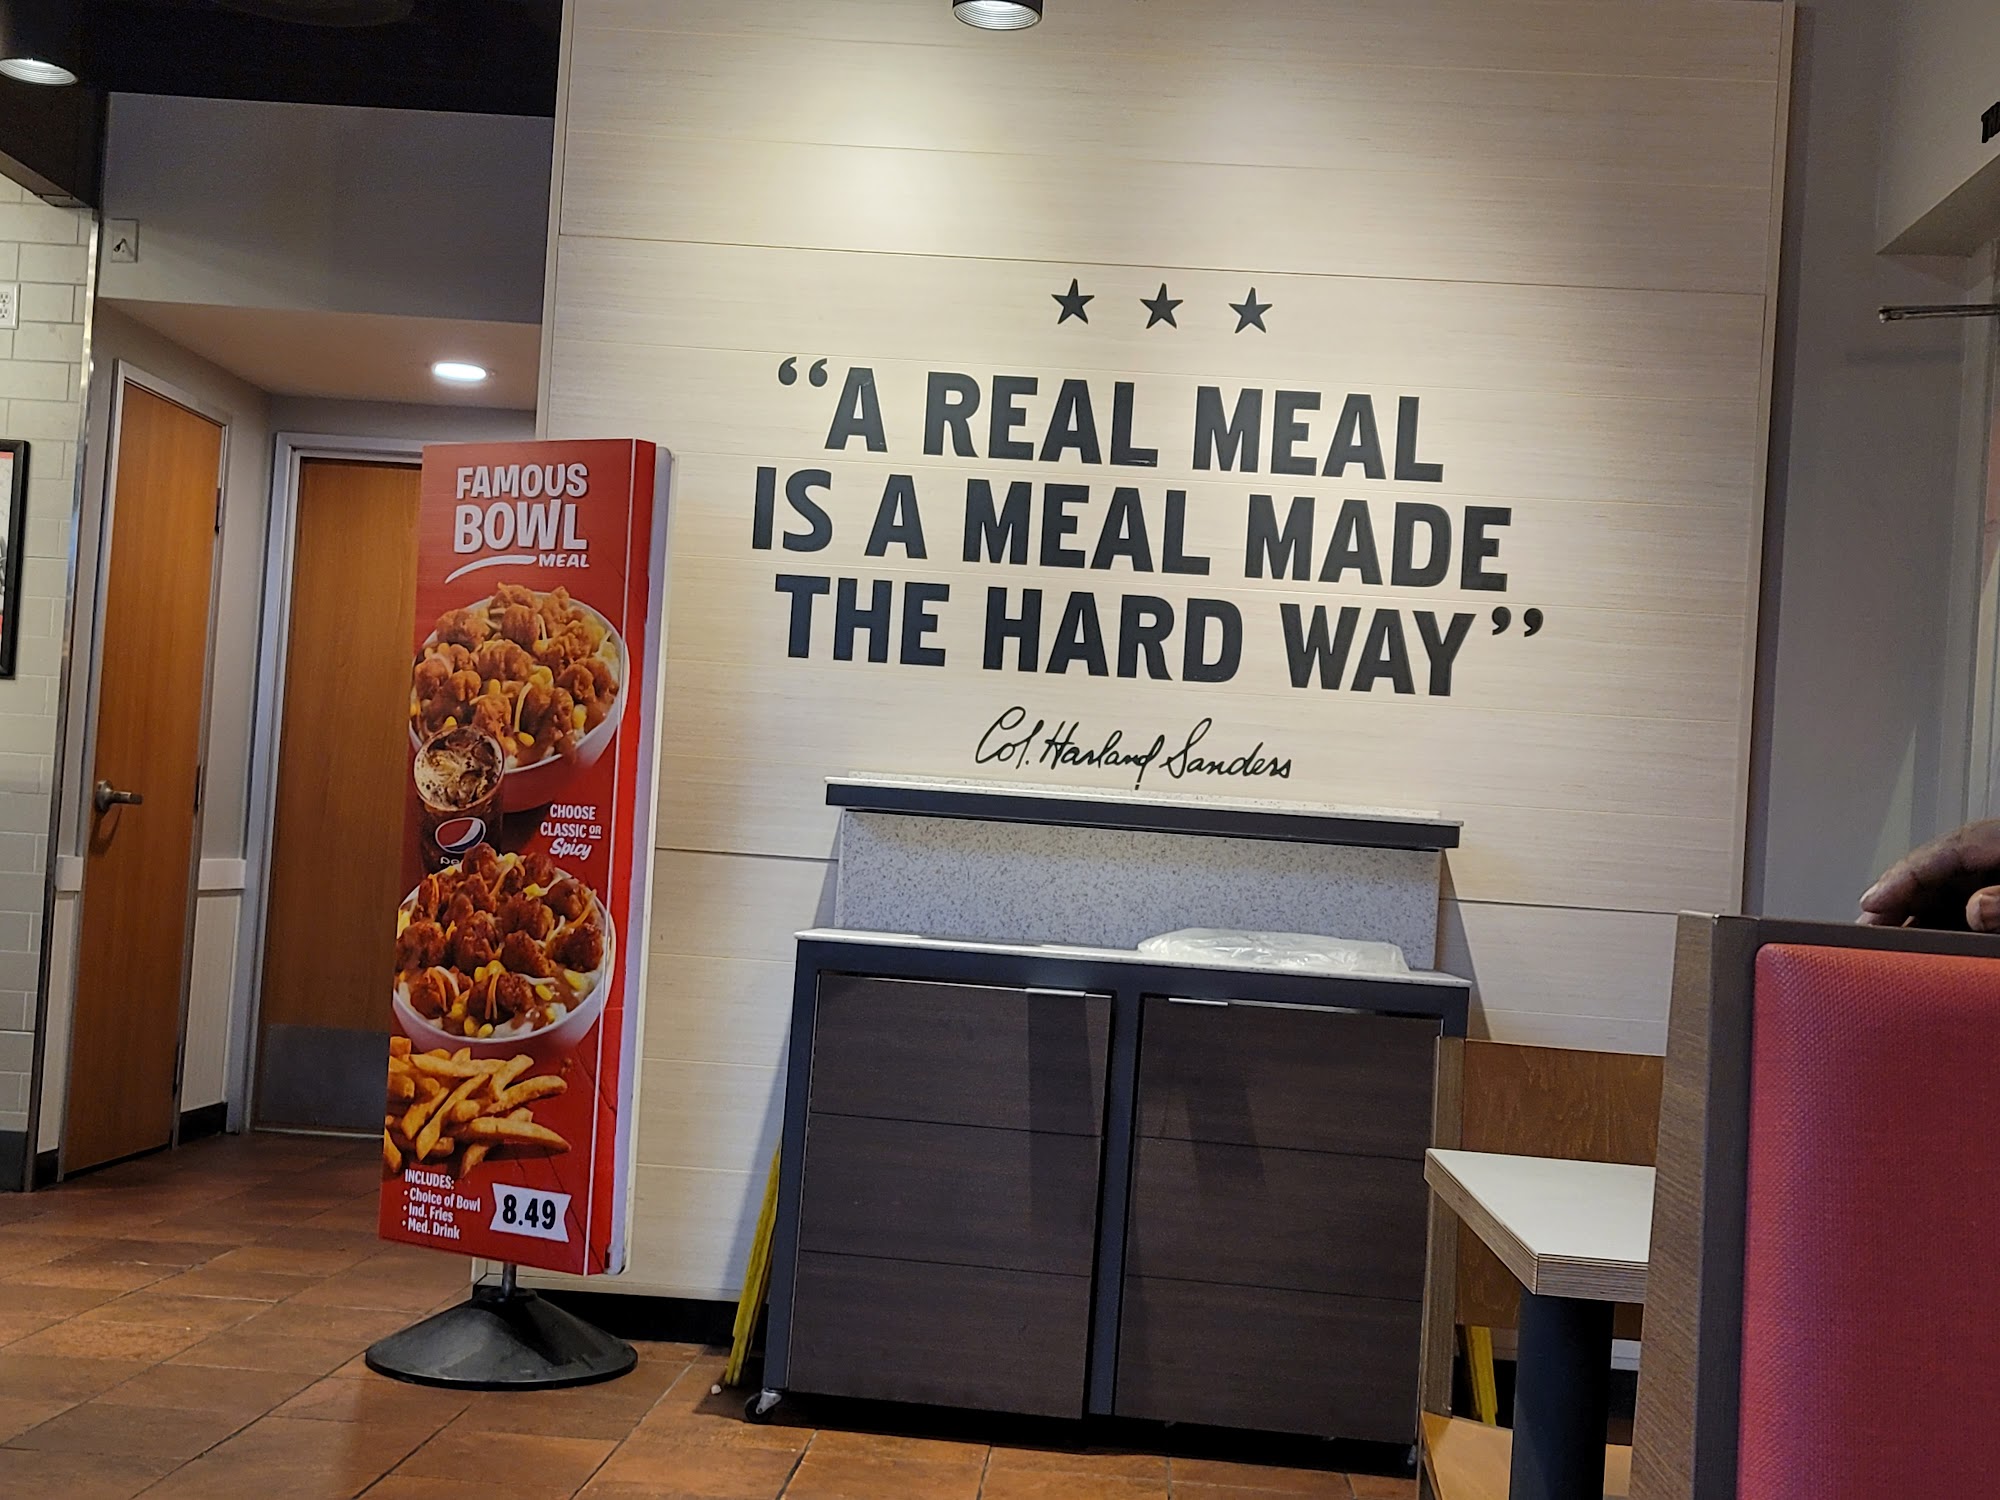 FAMOUS
BOWL
MEAL
CHOOSE
CLASSIC OR
Spicy
INCLUDES:
• Choice of Bowl
• Ind. Fries
• Med. Drink
8.49
“A REAL MEAL
IS A MEAL MADE
THE HARD WAY”
Col. Harland Sanders